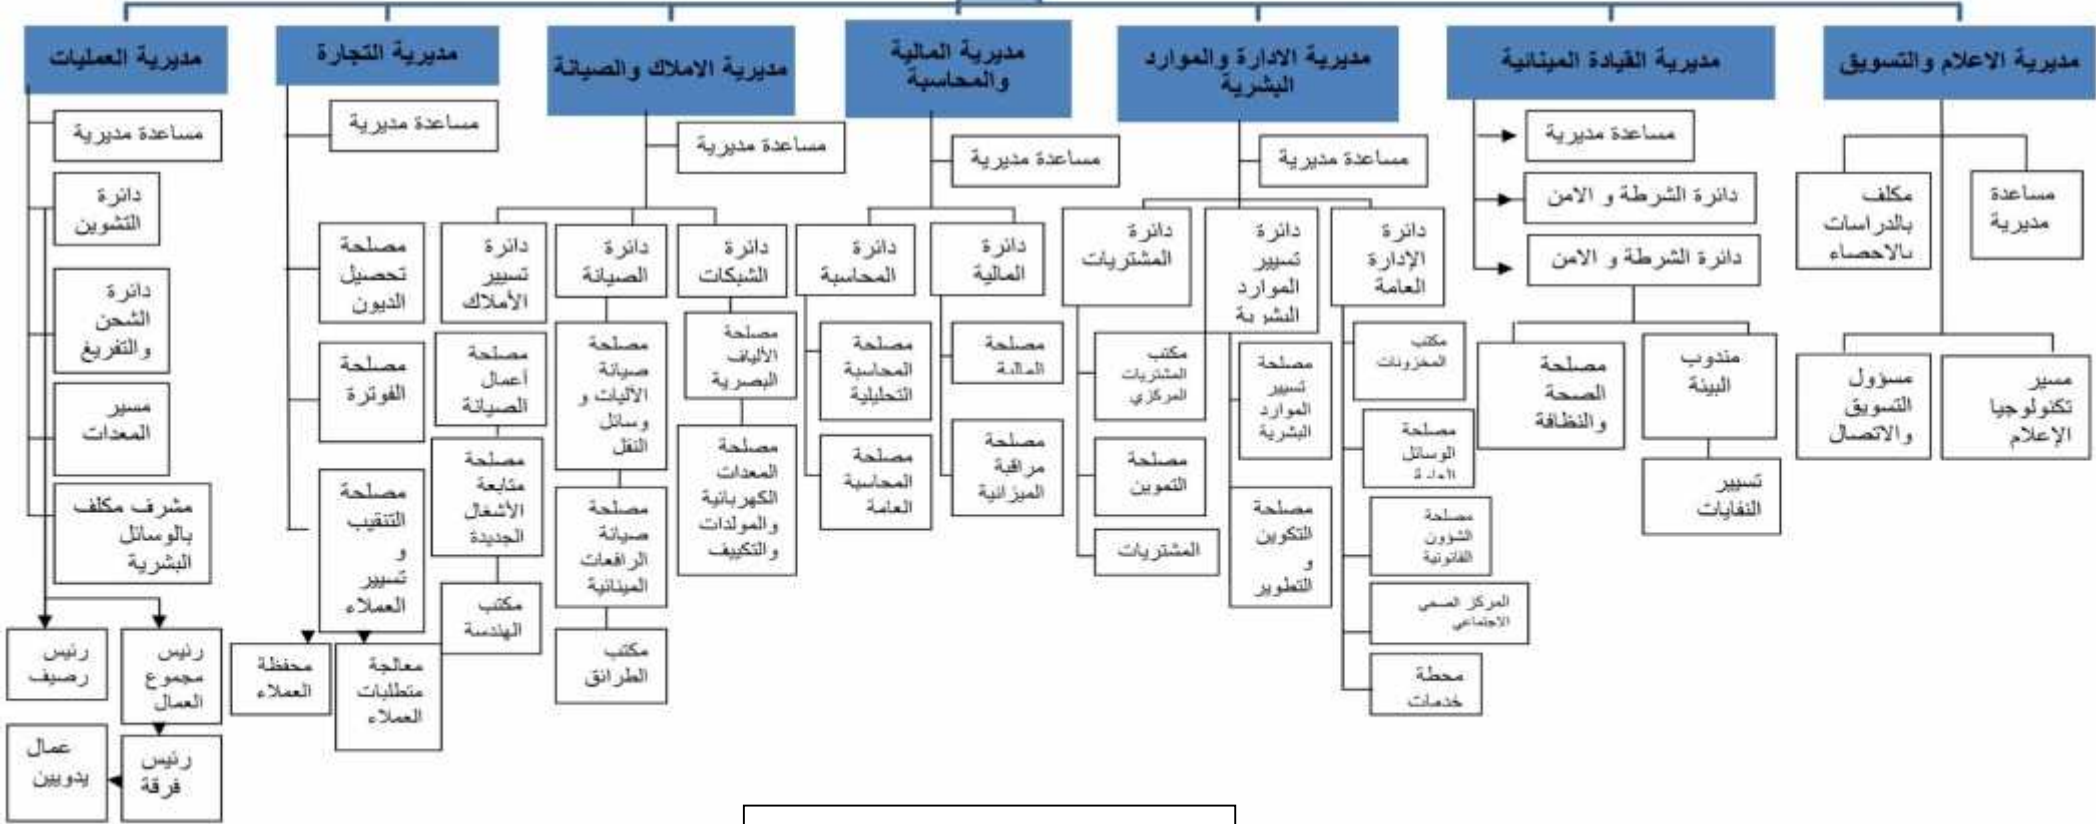 مديرية الاعلام والتسويق
مساعدة
مديرية
مكلف
بالدراسات
بالاحصاء
مسير
تكنولوجيا
الإعلام
مسؤول
التسويق
والاتصال
مديرية القيادة المينائية
مساعدة مديرية
دائرة الشرطة و الامن
دائرة الشرطة و الامن
مندوب
البيئة
تسيير
النفايات
مصلحة
الصحة
والنظافة
مديرية الادارة والموارد
البشرية
مساعدة مديرية
دائرة
الإدارة
العامة
مكتب
المخزونات
مصلحة
الوسائل
العامة
مصلحة
الشؤون
القانونية
المركز الصحي
الاجتماعي
محطة
خدمات
دائرة
تسيير
الموارد
البشرية
مصلحة
تسيير
الموارد
البشرية
مصلحة
التكوين
و
التطوير
دائرة
المشتريات
مكتب
المشتريات
المركزي
مصلحة
التموين
المشتريات
مديرية المالية
والمحاسبة
مساعدة مديرية
دائرة
المالية
مصلحة
المالية
مصلحة
مراقبة
الميزانية
دائرة
المحاسبة
مصلحة
المحاسبة
التحليلية
مصلحة
المحاسبة
العامة
مديرية الاملاك والصيانة
مساعدة مديرية
دائرة
الشبكات
مصلحة
الألياف
البصرية
مصلحة
المعدات
الكهربائية
والمولدات
والتكييف
دائرة
الصيانة
مصلحة
صيانة
الأليات و
وسائل
النقل
مصلحة
صيانة
الرافعات
المينائية
مكتب
الطرائق
دائرة
تسيير
الأملاك
مصلحة
أعمال
الصيانة
مصلحة
متابعة
الأشغال
الجديدة
مكتب
الهندسة
مديرية التجارة
مساعدة مديرية
مصلحة
تحصيل
الديون
مصلحة
الفوترة
مصلحة
التنقيب
و
تسيير
العملاء
معالجة
متطلبات
العملاء
محفظة
العملاء
مديرية العمليات
مساعدة مديرية
دائرة
التشوين
دائرة
الشحن
والتفريغ
مسير
المعدات
مشرف مكلف
بالوسائل
البشرية
رئيس
مجموع
العمال
رئيس
رصيف
رئيس
فرقة
عمال
يدويين